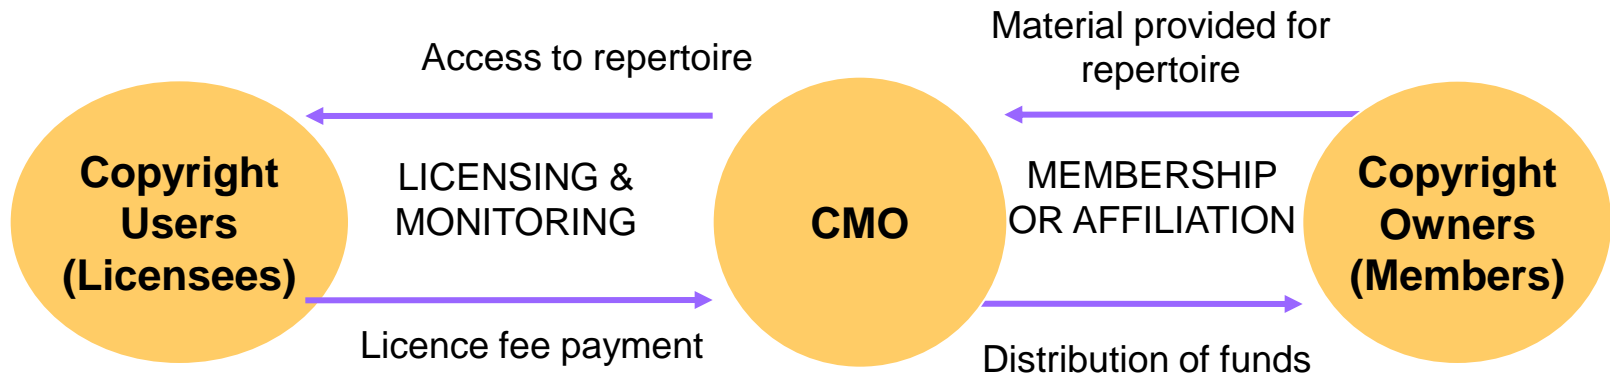 Access to repertoire
Material provided for
repertoire
Copyright
Users
(Licensees)
LICENSING &
MONITORING
CMO
MEMBERSHIP
OR AFFILIATION
Copyright
Owners
(Members)
Licence fee payment
Distribution of funds